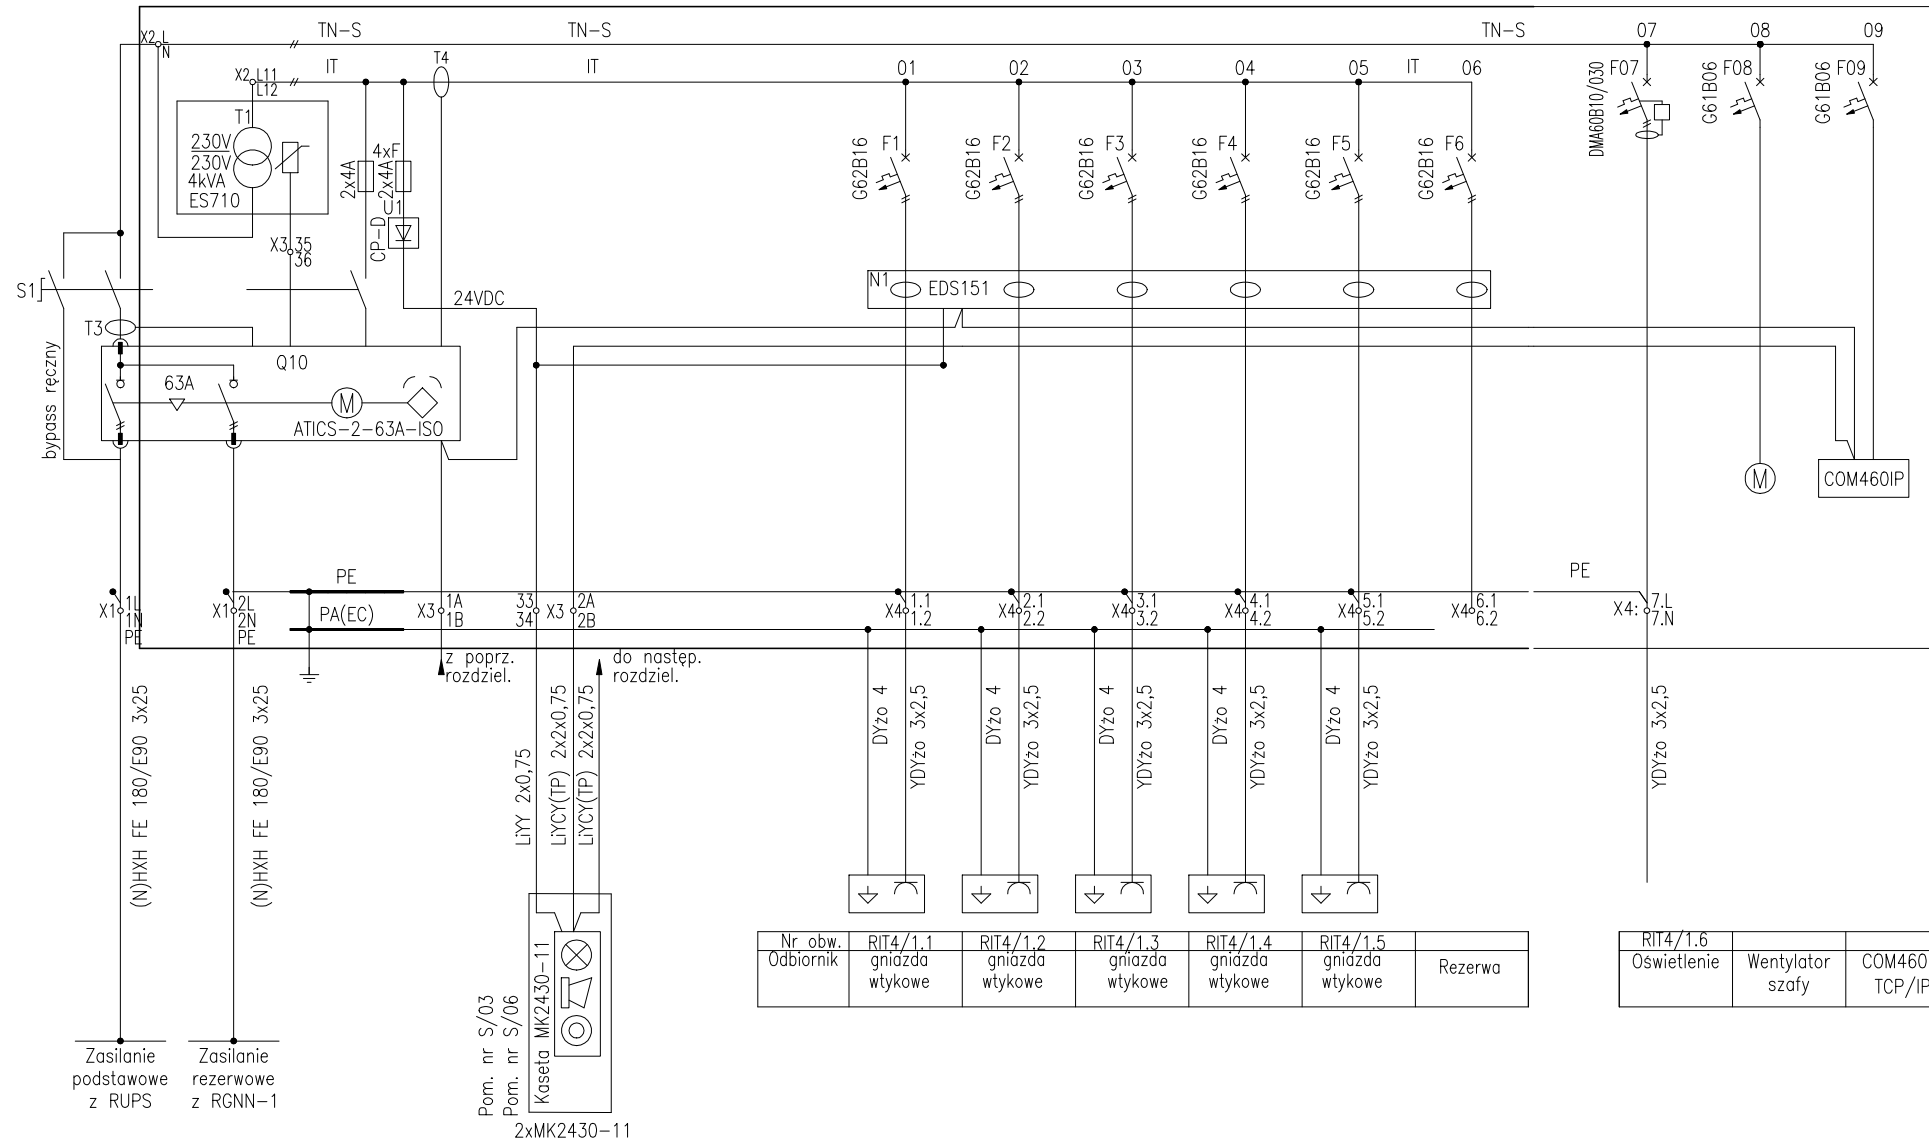 TN-S
TN-S
TN-S
07
08
09
X2 L
N
IT
T4
IT
01
02
03
04
05
IT
06
X2 L11
L12
DMA60B10/030
F07
G61B06
F08
G61B06
F09
T1
230V
230V
4kVA
ES710
2x4A
4xF
2x4A
U1
CP-D
G62B16
F1
G62B16
F2
G62B16
F3
G62B16
F4
G62B16
F5
G62B16
F6
X3 35
36
S1
24VDC
N1
EDS151
T3
bypass ręczny
Q10
63A
M
ATICS-2-63A-ISO
M
COM460IP
PE
PE
PA(EC)
X1 1L
1N
PE
X1 2L
2N
PE
X3 1A
1B
33
34
X3 2A
2B
X4 1.1
1.2
X4 2.1
2.2
X4 3.1
3.2
X4 4.1
4.2
X4 5.1
5.2
X4 6.1
6.2
X4: 7.L
7.N
z poprz.
rozdziel.
do następ.
rozdziel.
(N)HXH FE 180/E90 3x25
(N)HXH FE 180/E90 3x25
LiYY 2x0,75
LiYCY(TP) 2x2x0,75
LiYCY(TP) 2x2x0,75
DYżo 4
YDYżo 3x2,5
DYżo 4
YDYżo 3x2,5
DYżo 4
YDYżo 3x2,5
DYżo 4
YDYżo 3x2,5
DYżo 4
YDYżo 3x2,5
YDYżo 3x2,5
Nr obw.
RIT4/1.1
RIT4/1.2
RIT4/1.3
RIT4/1.4
RIT4/1.5
Odbiornik
gniazda
wtykowe
gniazda
wtykowe
gniazda
wtykowe
gniazda
wtykowe
gniazda
wtykowe
Rezerwa
RIT4/1.6
Oświetlenie
Wentylator
szafy
COM460
TCP/IP
Pom. nr S/03
Pom. nr S/06
Kaseta MK2430-11
2xMK2430-11
Zasilanie
podstawowe
z RUPS
Zasilanie
rezerwowe
z RGNN-1